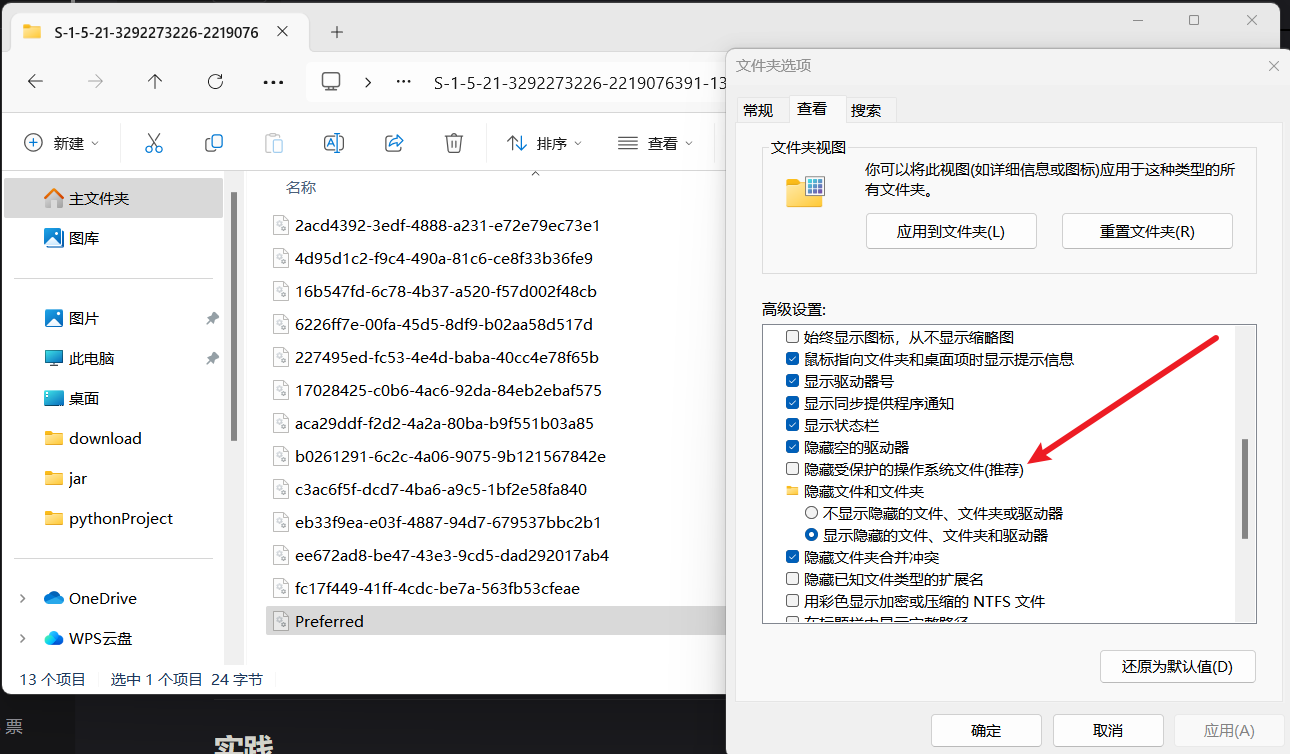 S-1-5-21-3292273226-2219076
S-1-5-21-3292273226-2219076391-13
新建
排序
查看
主文件夹
图库
图片
此电脑
桌面
download
jar
pythonProject
OneDrive
WPS云盘
名称
2acd4392-3edf-4888-a231-e72e79ec73e1
4d95d1c2-f9c4-490a-81c6-ce8f33b36fe9
16b547fd-6c78-4b37-a520-f57d002f48cb
6226ff7e-00fa-45d5-8df9-b02aa58d517d
227495ed-fc53-4e4d-baba-40cc4e78f65b
17028425-c0b6-4ac6-92da-84eb2ebaf575
aca29ddf-f2d2-4a2a-80ba-b9f551b03a85
b0261291-6c2c-4a06-9075-9b121567842e
c3ac6f5f-dcd7-4ba6-a9c5-1bf2e58fa840
eb33f9ea-e03f-4887-94d7-679537bbc2b1
ee672ad8-be47-43e3-9cd5-dad292017ab4
fc17f449-41ff-4cdc-be7a-563fb53cfeae
Preferred
13 个项目 选中 1 个项目 24 字节
票
实践
文件夹选项
常规 查看 搜索
文件夹视图
你可以将此视图(如详细信息或图标)应用于这种类型的所
有文件夹。
应用到文件夹(L) 重置文件夹(R)
高级设置:
始终显示图标，从不显示缩略图
鼠标指向文件夹和桌面项时显示提示信息
显示驱动器号
显示同步提供程序通知
显示状态栏
隐藏空的驱动器
隐藏受保护的操作系统文件(推荐)
隐藏文件和文件夹
不显示隐藏的文件、文件夹或驱动器
显示隐藏的文件、文件夹和驱动器
隐藏文件夹合并冲突
隐藏已知文件类型的扩展名
用彩色显示加密或压缩的 NTFS 文件
在标题栏中显示完整路径
还原为默认值(D)
确定 取消 应用(A)